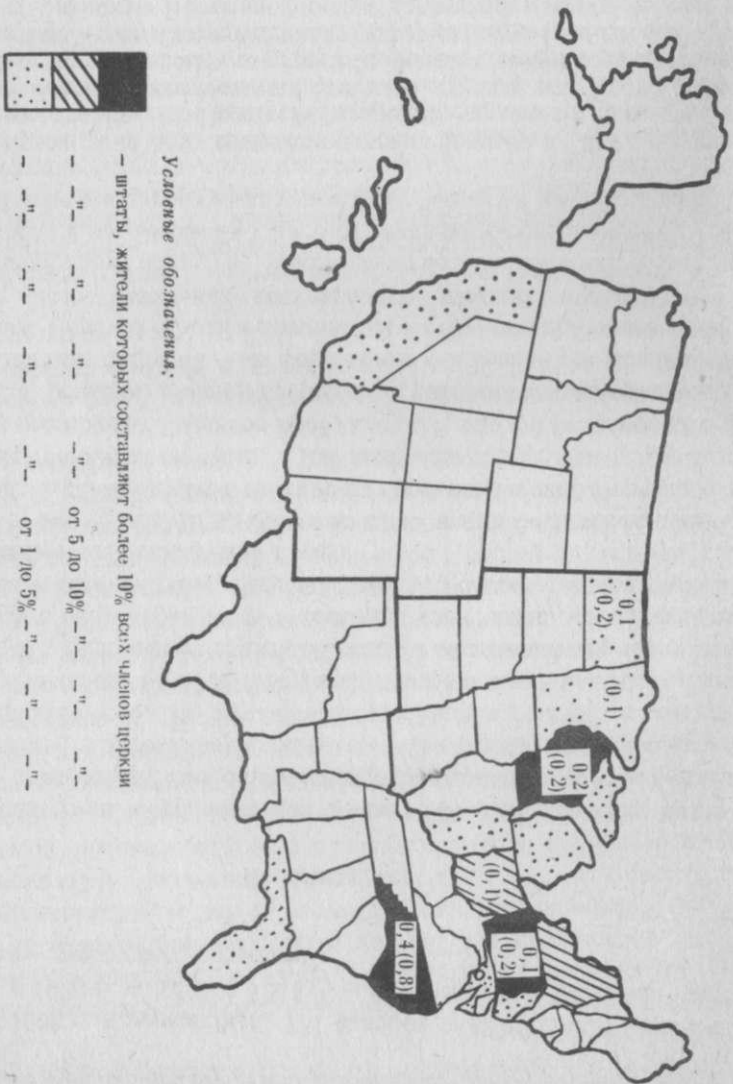 Условные обозначения.
– штаты, жители которых составляют более 10% всех членов церкви
– " – – " – – " – от 5 до 10% – " – – " – – " –
– " – – " – – " – от 0 до 5% – " – – " – – " –
0,1
(0,2)
(0,1)
0,2
(0,2)
(0,1)
0,1
(0,2)
0,4 (0,8)